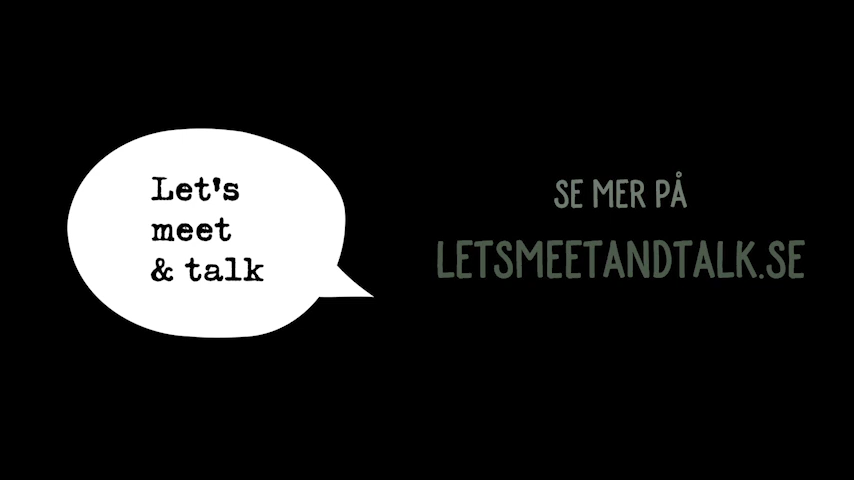 Let's
meet
& talk
SE MER PÅ
LETSMEETANDTALK.SE